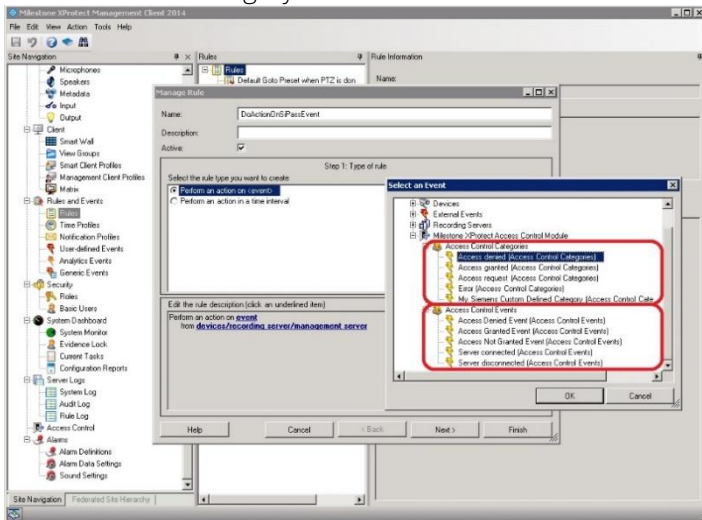 Milestone XProtect Management Client 2014
File Edit View Action Tools Help
Site Navigation
Microphones
Speakers
Metadata
Input
Output
Client
Smart Wall
View Groups
Smart Client Profiles
Management Client Profiles
Matrix
Rules and Events
Rules
Time Profiles
Notification Profiles
User-defined Events
Analytics Events
Generic Events
Security
Roles
Basic Users
System Dashboard
System Monitor
Evidence Lock
Current Tasks
Configuration Reports
Server Logs
System Log
Audit Log
Rule Log
Access Control
Alarms
Alarm Definitions
Alarm Data Settings
Sound Settings
Site Navigation Federated Site Hierarchy
Rules
Rules
Default Goto Preset when PTZ is don
Rule Information
Name:
Manage Rule
Name: DoActionOnSiPassEvent
Description:
Active:
Step 1: Type of rule
Select the rule type you want to create
Perform an action on <event>
Perform an action in a time interval
Edit the rule description (click an underlined item)
Perform an action on event
from devices/recording server/management server
Help Cancel < Back Next > Finish
Select an Event
Devices
External Events
Recording Servers
Milestone XProtect Access Control Module
Access Control Categories
Access denied (Access Control Categories)
Access granted (Access Control Categories)
Access request (Access Control Categories)
Error (Access Control Categories)
My Siemens Custom Defined Category (Access Control Cate
Access Control Events
Access Denied Event (Access Control Events)
Access Granted Event (Access Control Events)
Access Not Granted Event (Access Control Events)
Server connected (Access Control Events)
Server disconnected (Access Control Events)
OK Cancel